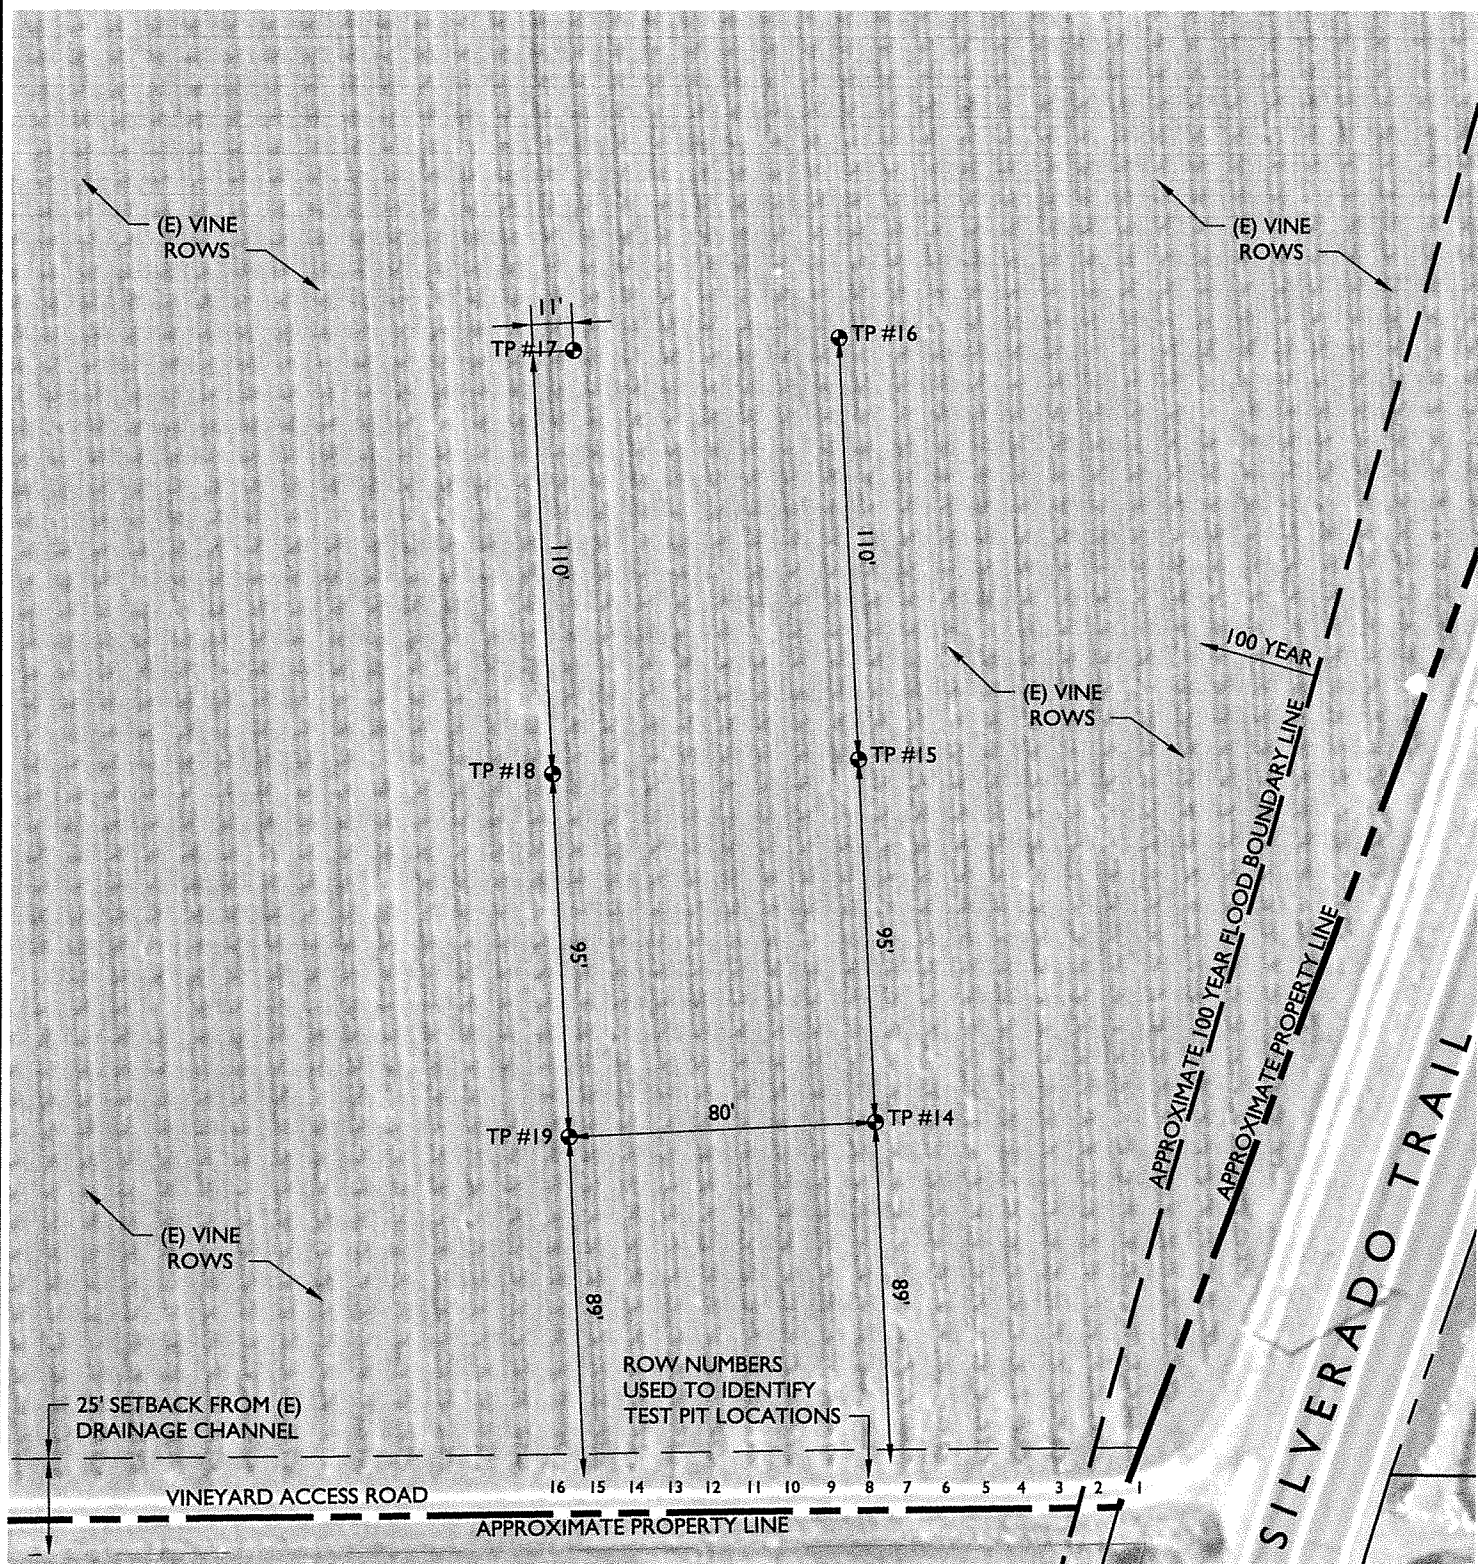 (E) VINE
ROWS
(E) VINE
ROWS
11'
TP #17
TP #16
110'
110'
100 YEAR
(E) VINE
ROWS
TP #18
TP #15
95'
95'
APPROXIMATE 100 YEAR FLOOD BOUNDARY LINE
APPROXIMATE PROPERTY LINE
SILVERADO TRAIL
80'
TP #19
TP #14
(E) VINE
ROWS
89'
89'
ROW NUMBERS
USED TO IDENTIFY
TEST PIT LOCATIONS
25' SETBACK FROM (E)
DRAINAGE CHANNEL
16 15 14 13 12 11 10 9 8 7 6 5 4 3 2 1
VINEYARD ACCESS ROAD
APPROXIMATE PROPERTY LINE